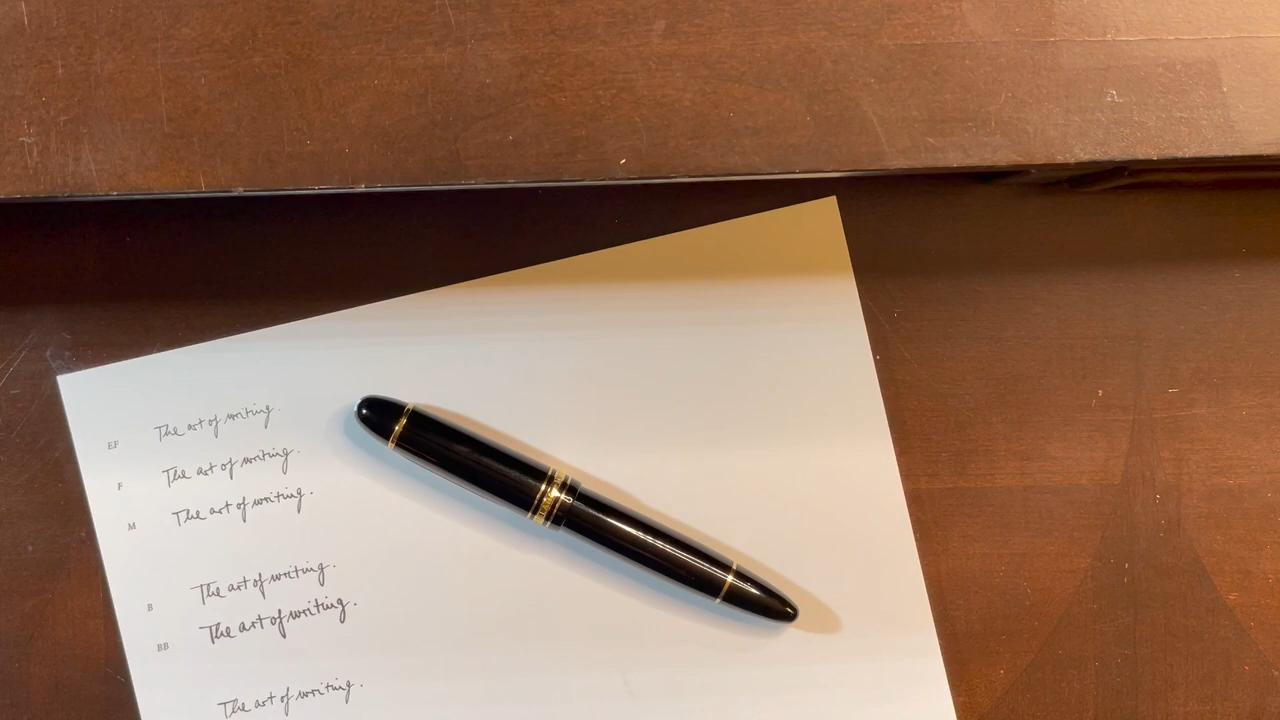 EF The art of writing.
F The art of writing.
M The art of writing.
B The art of writing.
BB The art of writing.
The art of writing.